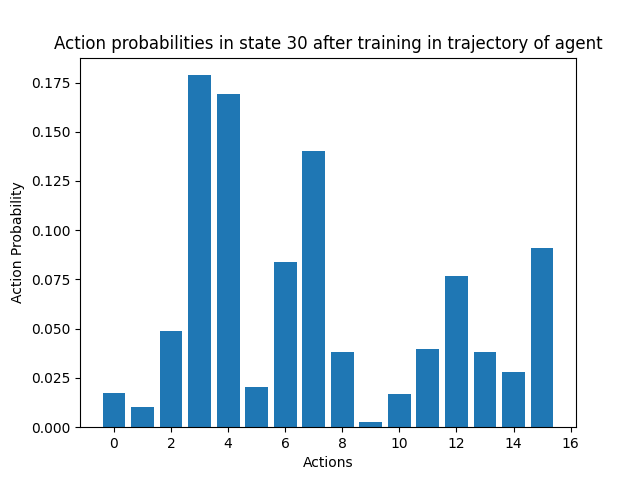 Action probabilities in state 30 after training in trajectory of agent
Action Probability
0.175
0.150
0.125
0.100
0.075
0.050
0.025
0.000
0 2 4 6 8 10 12 14 16
Actions